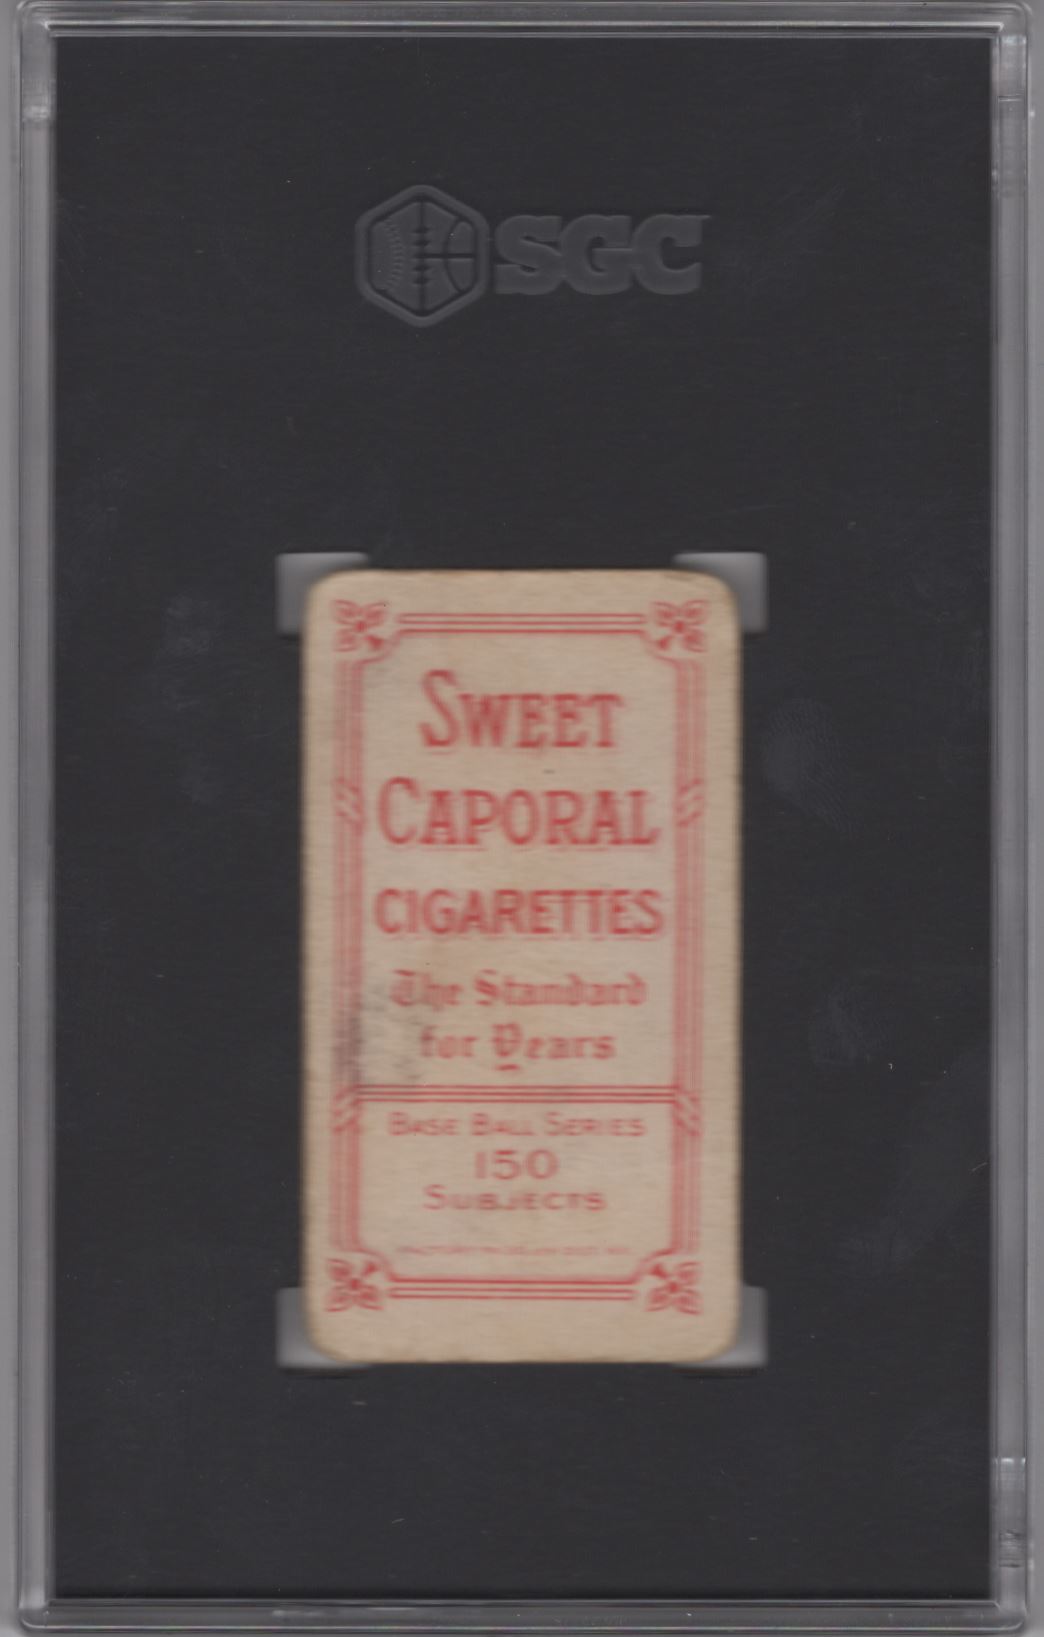 SGC
SWEET
CAPORAL
CIGARETTES
The Standard
for Years
BASE BALL SERIES
150
SUBJECTS